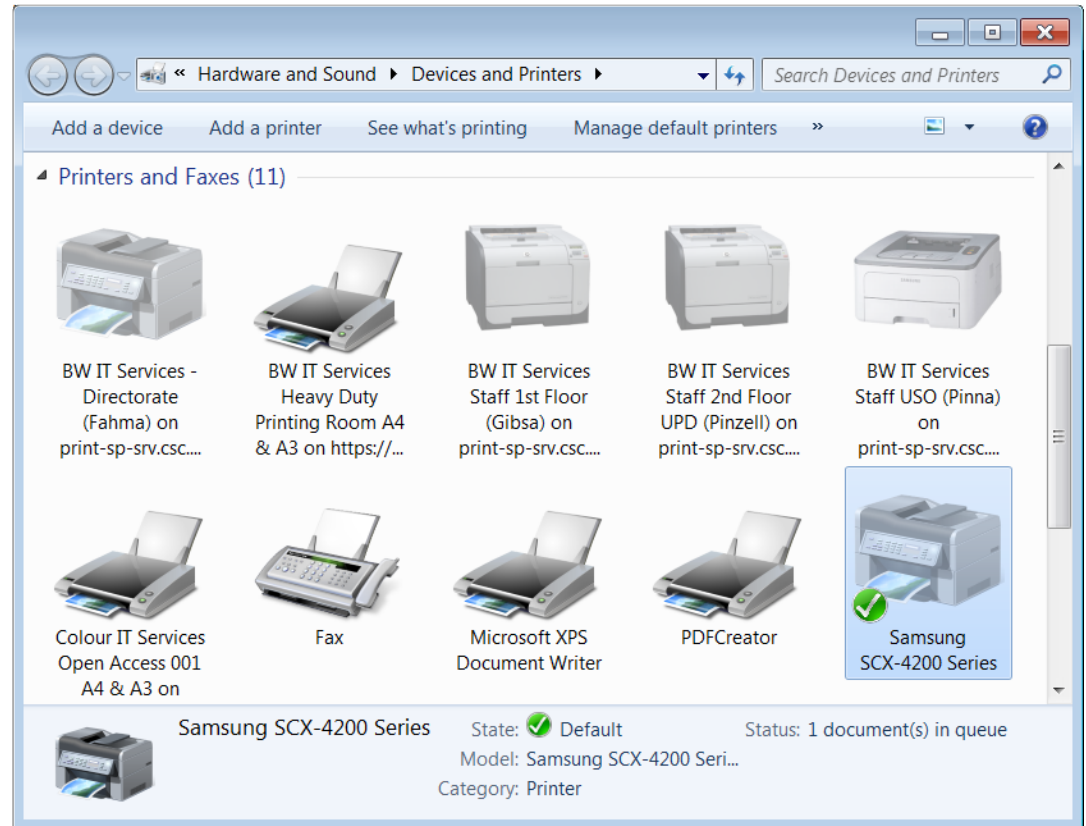 « Hardware and Sound ▸ Devices and Printers ▸
Search Devices and Printers
Add a device Add a printer See what's printing Manage default printers »
Printers and Faxes (11)
BW IT Services -
Directorate
(Fahma) on
print-sp-srv.csc....
BW IT Services
Heavy Duty
Printing Room A4
& A3 on https://...
BW IT Services
Staff 1st Floor
(Gibsa) on
print-sp-srv.csc....
BW IT Services
Staff 2nd Floor
UPD (Pinzell) on
print-sp-srv.csc....
BW IT Services
Staff USO (Pinna)
on
print-sp-srv.csc....
Colour IT Services
Open Access 001
A4 & A3 on
Fax
Microsoft XPS
Document Writer
PDFCreator
Samsung
SCX-4200 Series
Samsung SCX-4200 Series
State: Default
Status: 1 document(s) in queue
Model: Samsung SCX-4200 Seri...
Category: Printer